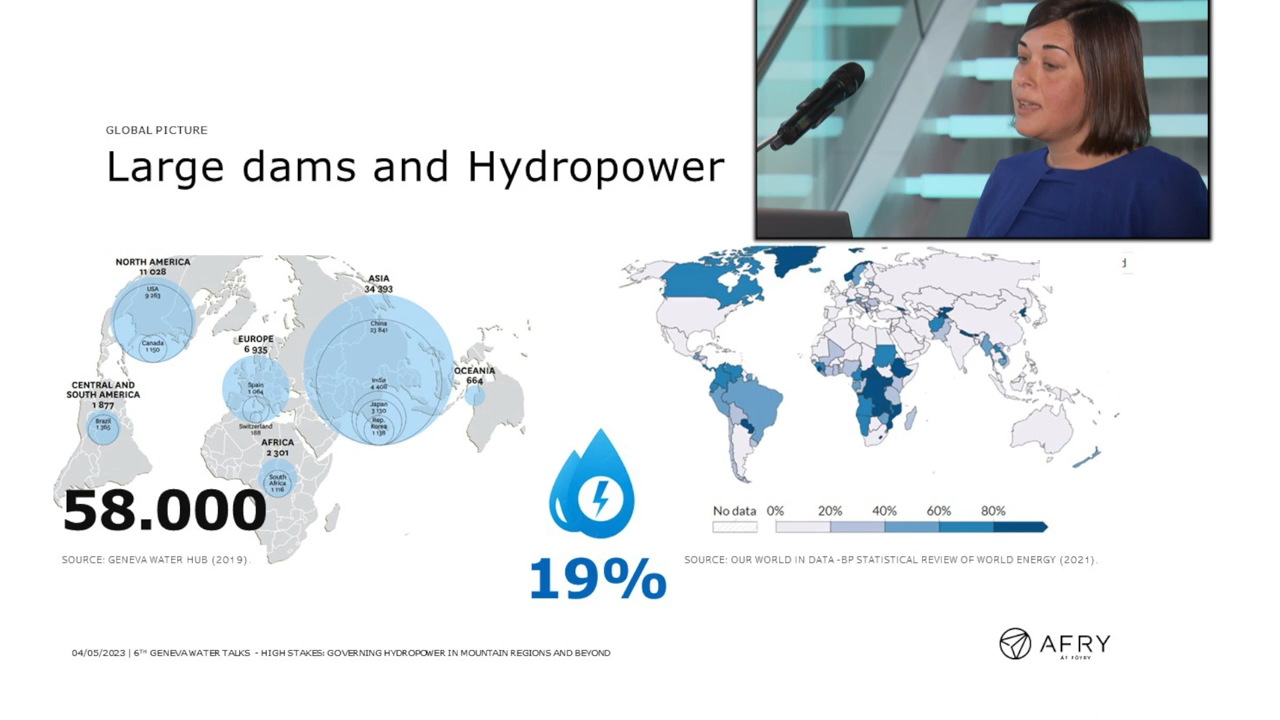 GLOBAL PICTURE
Large dams and Hydropower
NORTH AMERICA
11 028
USA
9 263
Canada
1 150
CENTRAL AND
SOUTH AMERICA
1 877
Brazil
1 365
EUROPE
6 935
Spain
1 064
Switzerland
188
AFRICA
2 301
South
Africa
1 116
ASIA
34 393
China
23 841
India
4 408
Japan
3 130
Rep.
Korea
1 338
OCEANIA
664
58.000
SOURCE: GENEVA WATER HUB (2019).
19%
No data 0% 20% 40% 60% 80%
SOURCE: OUR WORLD IN DATA -BP STATISTICAL REVIEW OF WORLD ENERGY (2021).
04/05/2023 | 6TH GENEVA WATER TALKS - HIGH STAKES: GOVERNING HYDROPOWER IN MOUNTAIN REGIONS AND BEYOND
AFRY
ÅF PÖYRY